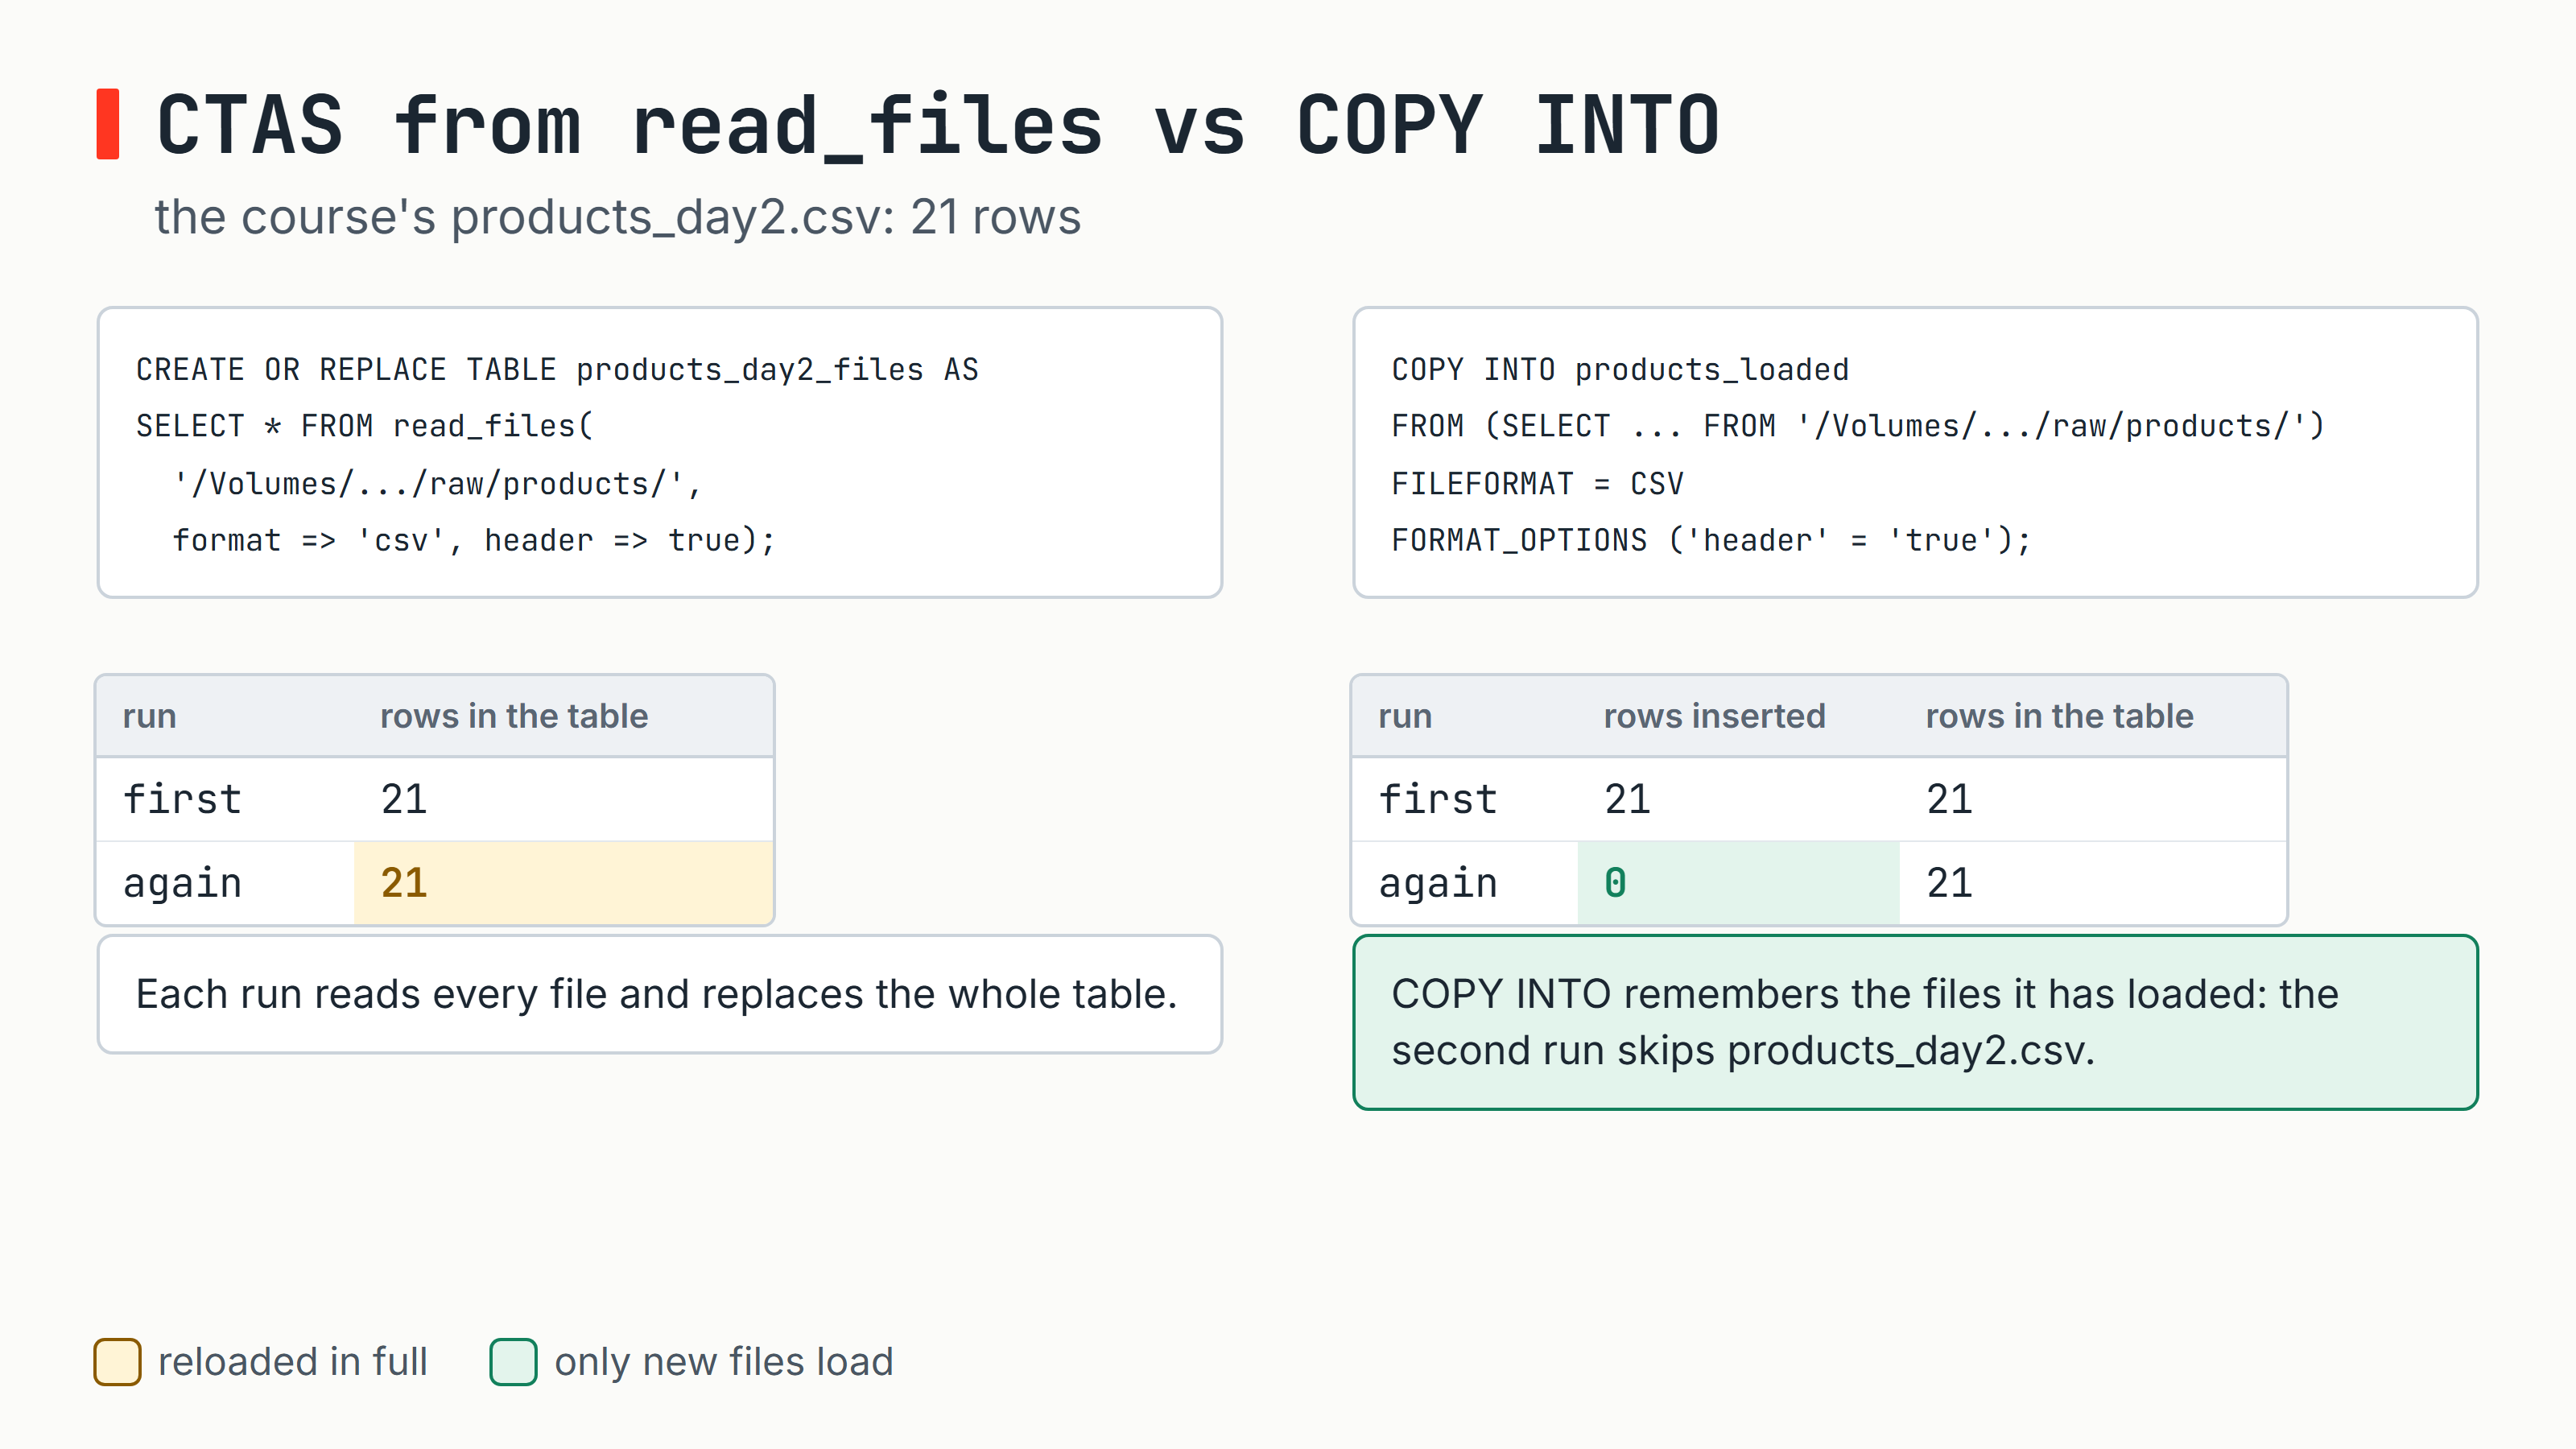 CTAS from read_files vs COPY INTO
the course's products_day2.csv: 21 rows
CREATE OR REPLACE TABLE products_day2_files AS
SELECT * FROM read_files(
  '/Volumes/.../raw/products/',
  format => 'csv', header => true);
run rows in the table
first 21
again 21
Each run reads every file and replaces the whole table.
COPY INTO products_loaded
FROM (SELECT ... FROM '/Volumes/.../raw/products/')
FILEFORMAT = CSV
FORMAT_OPTIONS ('header' = 'true');
run rows inserted rows in the table
first 21 21
again 0 21
COPY INTO remembers the files it has loaded: the
second run skips products_day2.csv.
reloaded in full
only new files load